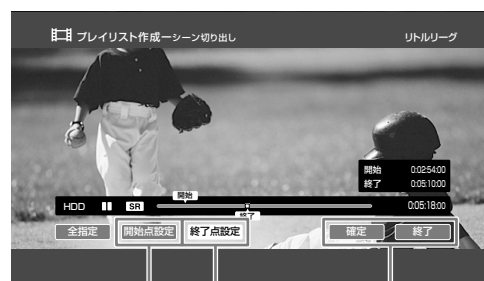 プレイリスト作成ーシーン切り出し
リトルリーグ
開始 0:02:54:00
終了 0:05:10:00
開始
HDD SR 0:05:18:00
終了
全指定 開始点設定 終了点設定 確定 終了